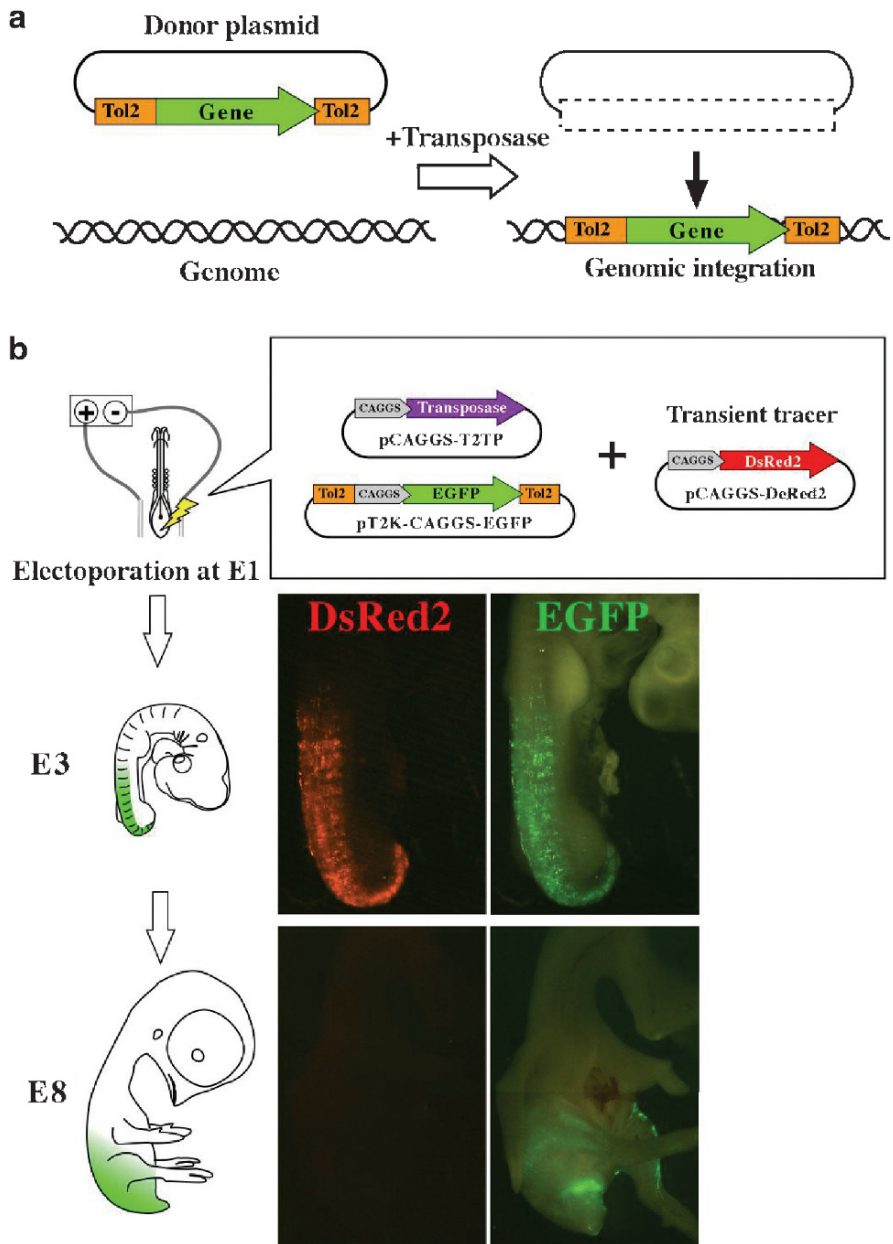 a
Donor plasmid
Tol2 Gene Tol2
+Transposase
Genome
Tol2 Gene Tol2
Genomic integration
b
+ -
Electoporation at E1
CAGGS Transposase
pCAGGS-T2TP
Tol2 CAGGS EGFP Tol2
pT2K-CAGGS-EGFP
+
Transient tracer
CAGGS DsRed2
pCAGGS-DeRed2
DsRed2 EGFP
E3
E8